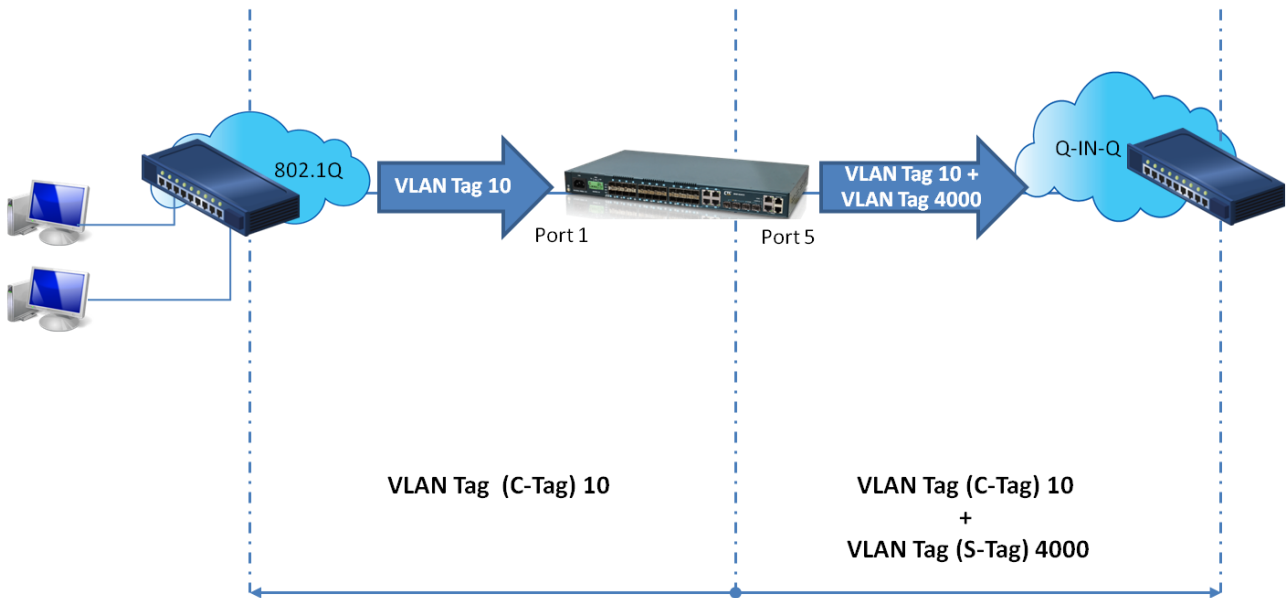 802.1Q
VLAN Tag 10
Port 1
Port 5
VLAN Tag 10 +
VLAN Tag 4000
Q-IN-Q
VLAN Tag (C-Tag) 10
VLAN Tag (C-Tag) 10
+
VLAN Tag (S-Tag) 4000